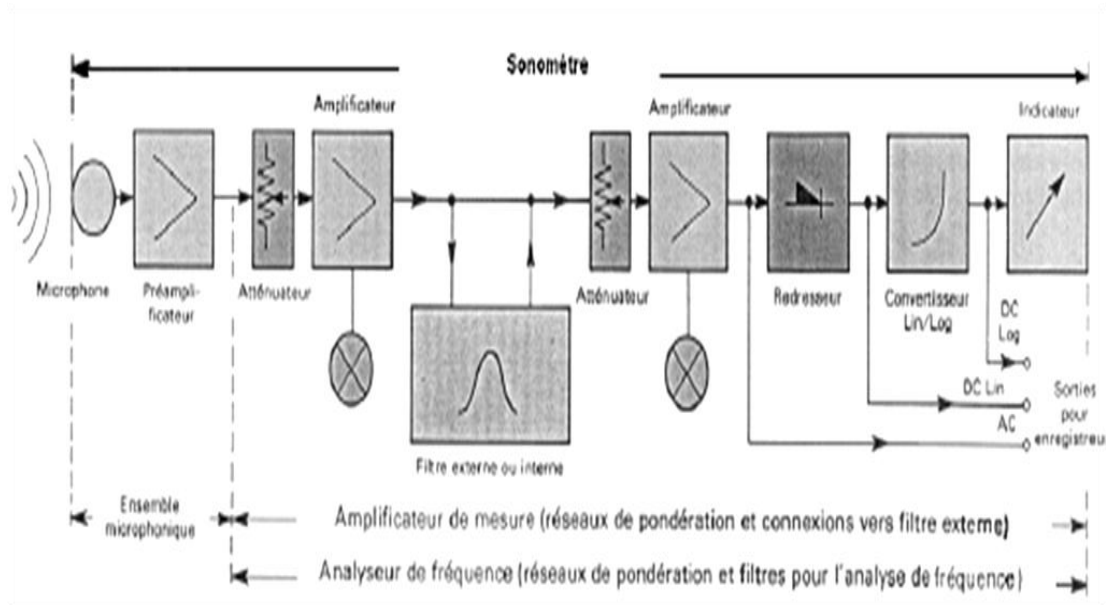 Sonomètre
Amplificateur
Amplificateur
Indicateur
Microphone
Préampli-
ficateur
Atténuateur
Atténuateur
Redresseur
Convertisseur
Lin/Log
DC
Log
DC Lin
AC
Sorties
pour
enregistreu
Filtre externe ou interne
Ensemble
microphonique
Amplificateur de mesure (réseaux de pondération et connexions vers filtre externe)
Analyseur de fréquence (réseaux de pondération et filtres pour l'analyse de fréquence)